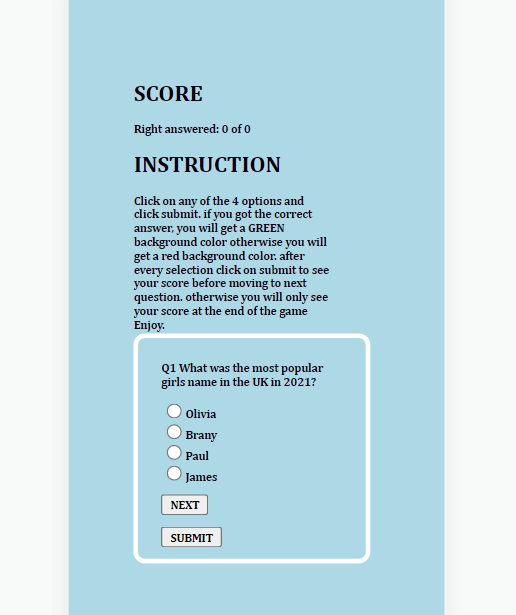 SCORE
Right answered: 0 of 0
INSTRUCTION
Click on any of the 4 options and
click submit. if you got the correct
answer, you will get a GREEN
background color otherwise you will
get a red background color. after
every selection click on submit to see
your score before moving to next
question. otherwise you will only see
your score at the end of the game
Enjoy.
Q1 What was the most popular
girls name in the UK in 2021?
Olivia
Brany
Paul
James
NEXT
SUBMIT